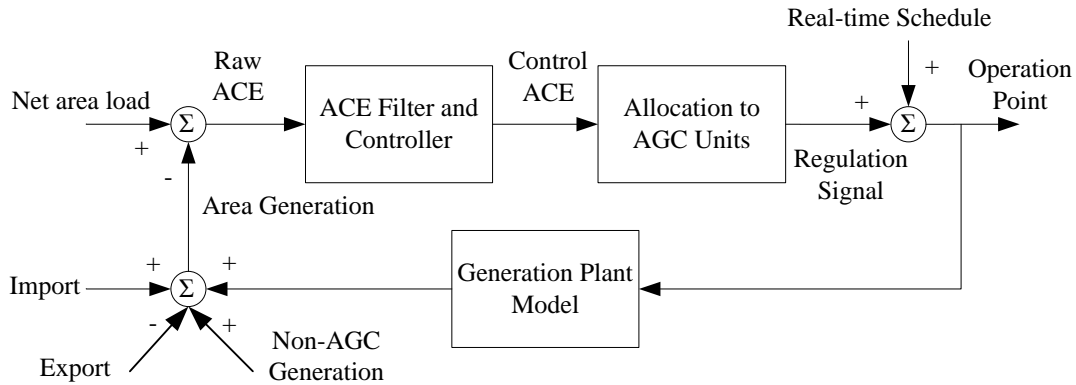 Real-time Schedule
Raw
ACE
Control
ACE
Operation
Point
Net area load
Σ
ACE Filter and
Controller
Allocation to
AGC Units
Σ
+
+
+
-
Regulation
Signal
Area Generation
+
+
Import
Σ
Generation Plant
Model
-
+
Non-AGC
Generation
Export